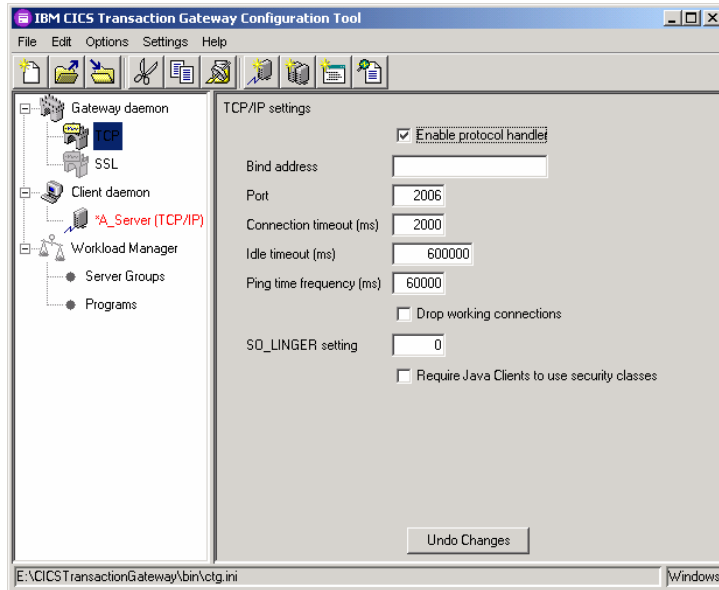 IBM CICS Transaction Gateway Configuration Tool
File Edit Options Settings Help
Gateway daemon
TCP
SSL
Client daemon
*A_Server (TCP/IP)
Workload Manager
Server Groups
Programs
TCP/IP settings
Enable protocol handler
Bind address
Port 2006
Connection timeout (ms) 2000
Idle timeout (ms) 600000
Ping time frequency (ms) 60000
Drop working connections
SO_LINGER setting 0
Require Java Clients to use security classes
Undo Changes
E:\CICSTransactionGateway\bin\ctg.ini Windows